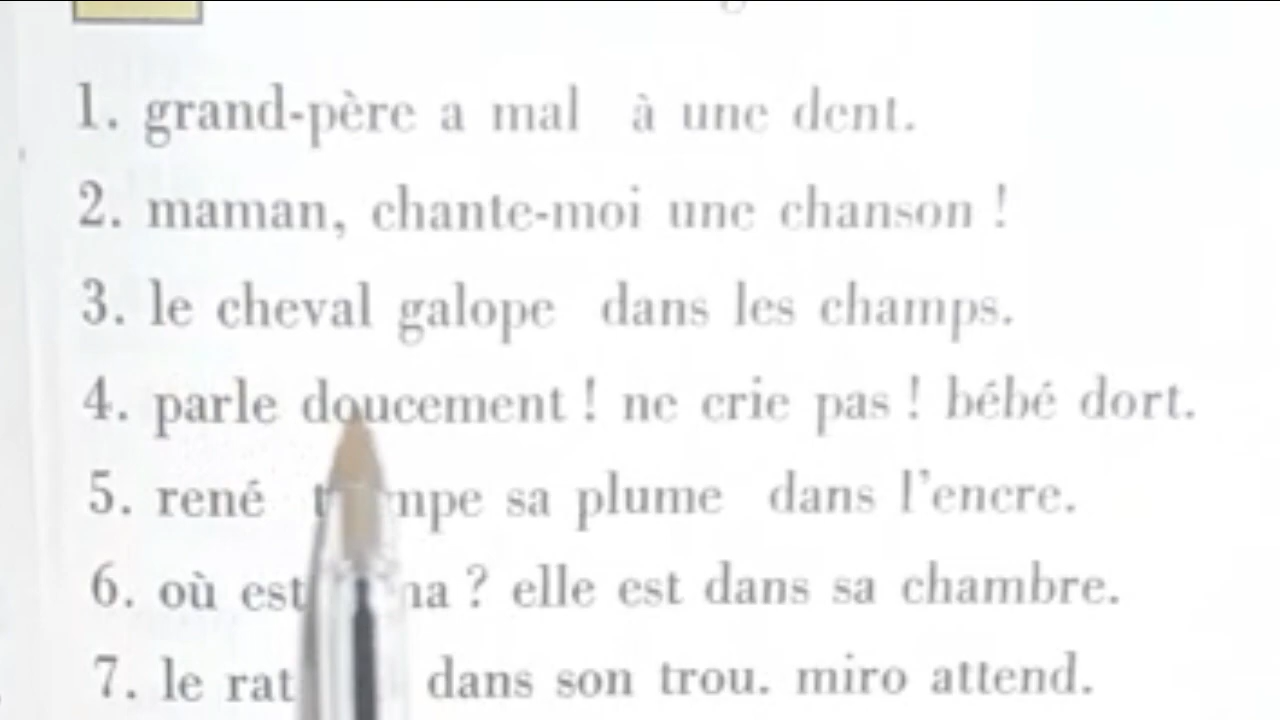 1. grand-père a mal à une dent.
2. maman, chante-moi une chanson !
3. le cheval galope dans les champs.
4. parle doucement ! ne crie pas ! bébé dort.
5. rené sa plume dans l'encre.
6. où est ? elle est dans sa chambre.
7. le rat dans son trou. miro attend.